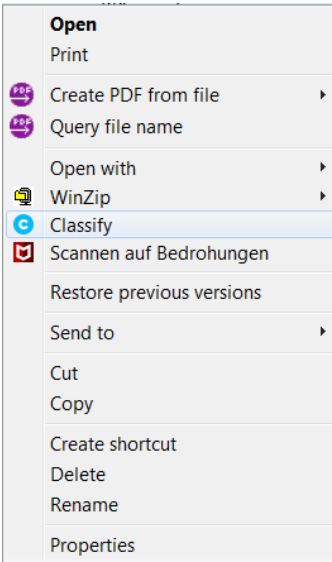 Open
Print
Create PDF from file
Query file name
Open with
WinZip
Classify
Scannen auf Bedrohungen
Restore previous versions
Send to
Cut
Copy
Create shortcut
Delete
Rename
Properties